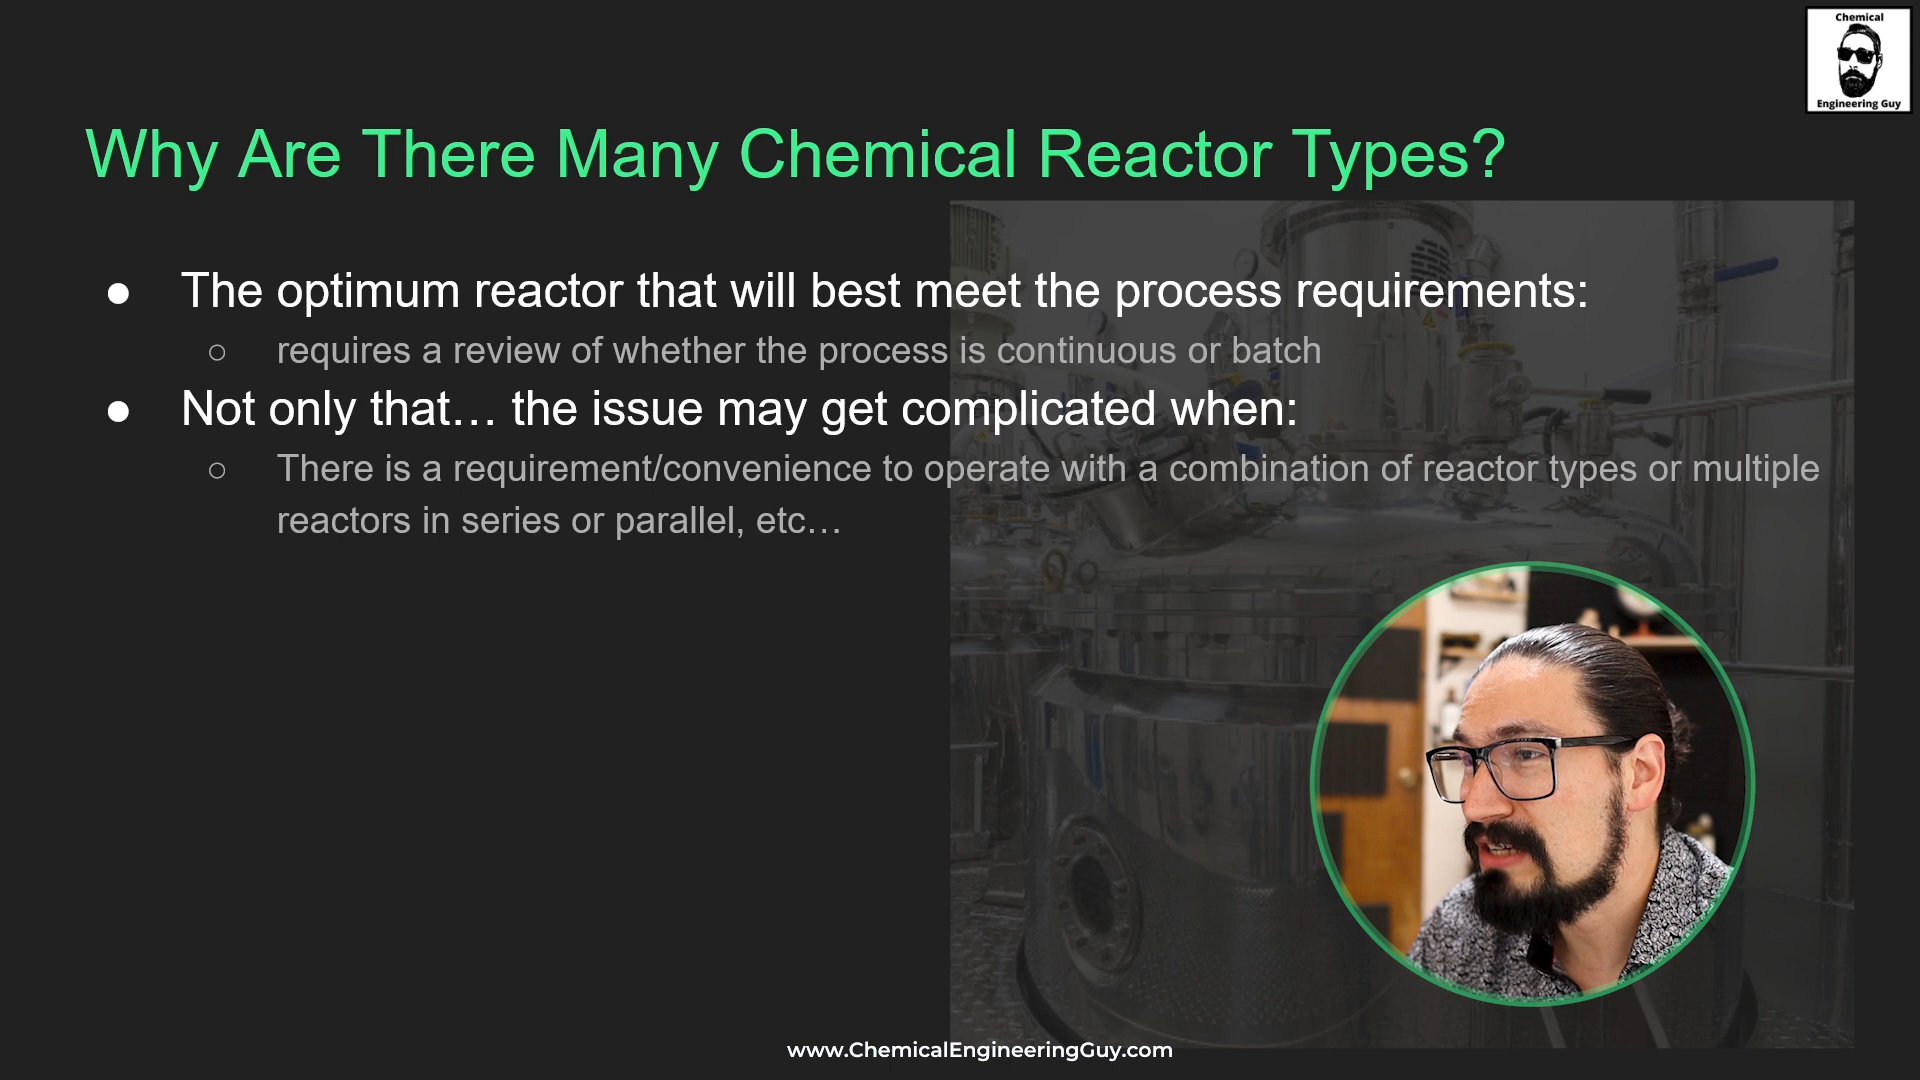 Chemical
Engineering Guy
Why Are There Many Chemical Reactor Types?
● The optimum reactor that will best meet the process requirements:
○ requires a review of whether the process is continuous or batch
● Not only that… the issue may get complicated when:
○ There is a requirement/convenience to operate with a combination of reactor types or multiple
reactors in series or parallel, etc…
www.ChemicalEngineeringGuy.com